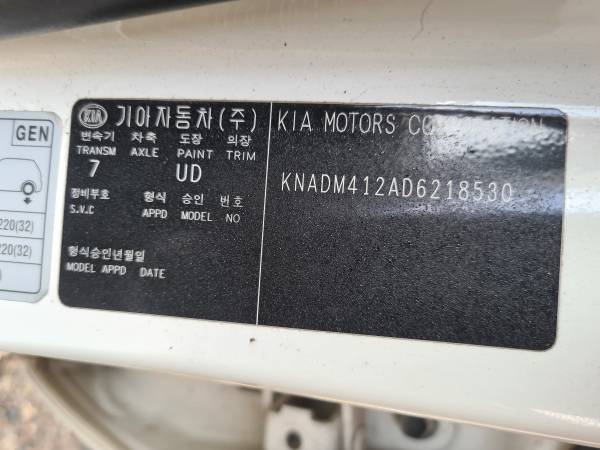 GEN
220(32)
220(32)
KIA 기아자동차(주)
변속기 차축 도장 의장
TRANSM AXLE PAINT TRIM
7 UD
정비부호 형식 승인 번호
S.V.C APPD MODEL NO
형식승인년월일
MODEL APPD DATE
KIA MOTORS
KNADM412AD6218530